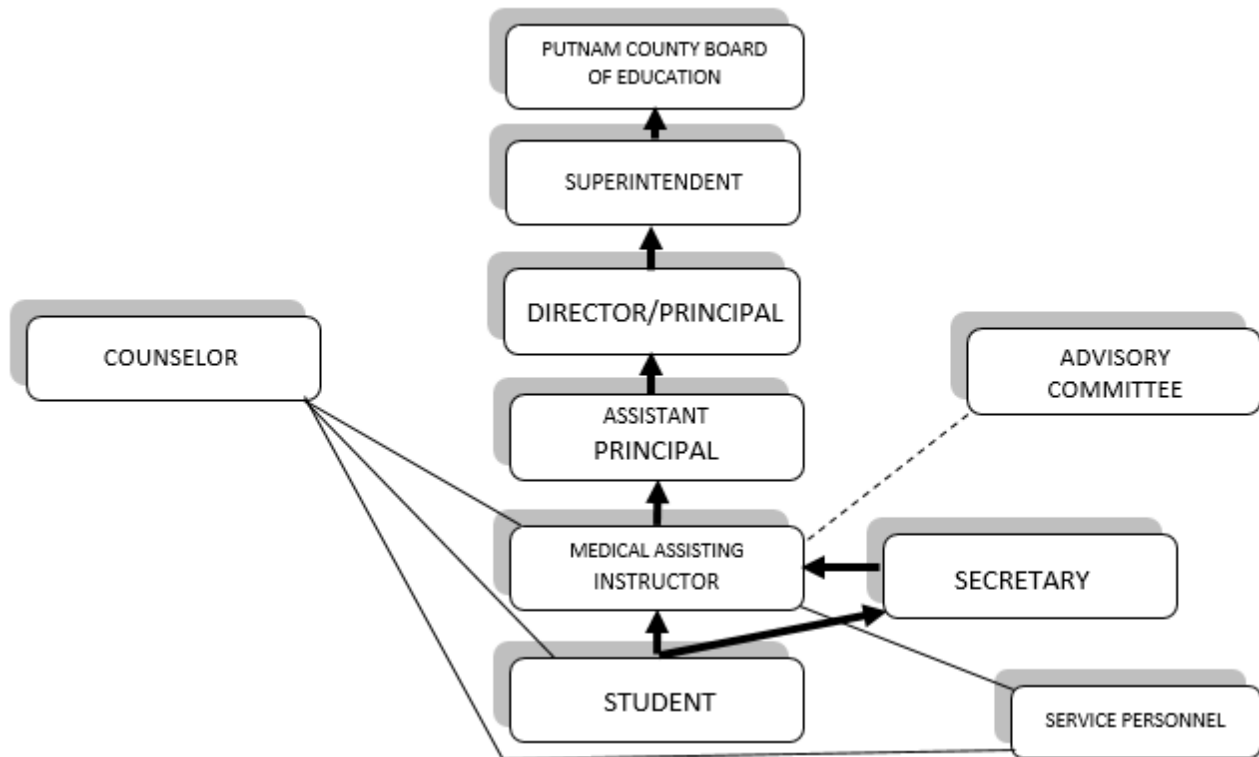 PUTNAM COUNTY BOARD
OF EDUCATION
SUPERINTENDENT
DIRECTOR/PRINCIPAL
COUNSELOR
ADVISORY
COMMITTEE
ASSISTANT
PRINCIPAL
MEDICAL ASSISTING
INSTRUCTOR
SECRETARY
STUDENT
SERVICE PERSONNEL